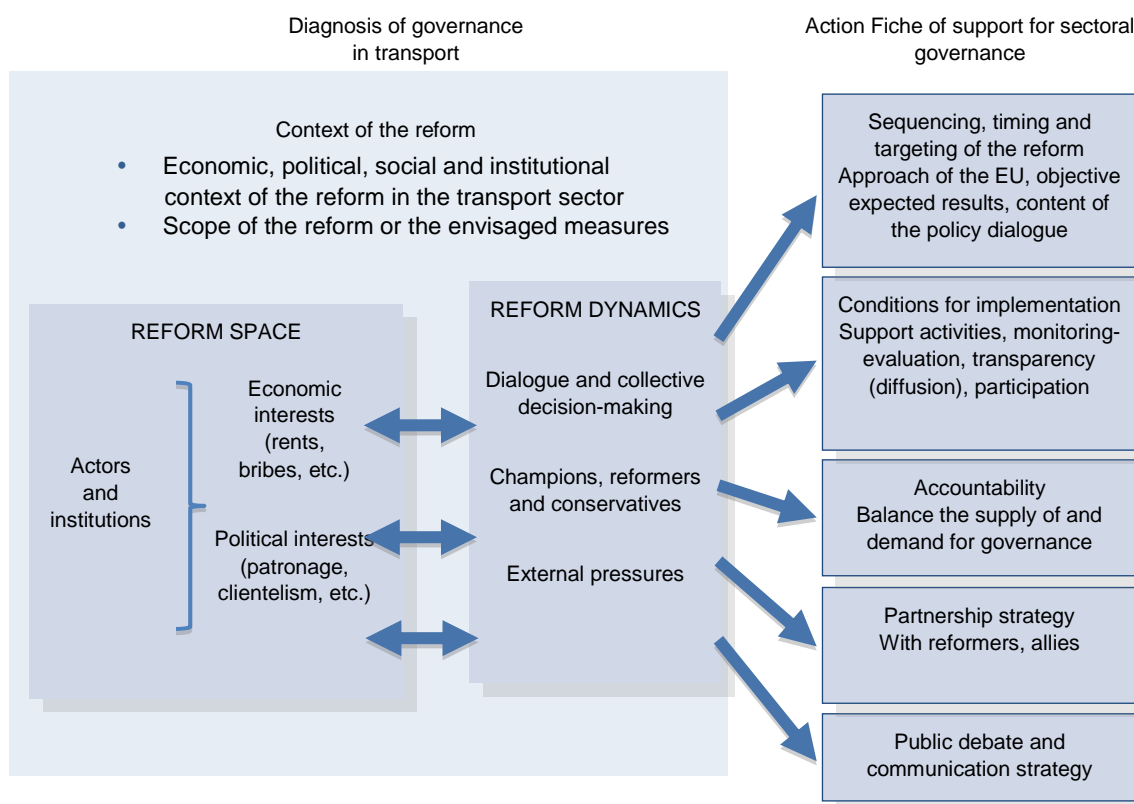 Diagnosis of governance
in transport
Action Fiche of support for sectoral
governance
Context of the reform
• Economic, political, social and institutional
context of the reform in the transport sector
• Scope of the reform or the envisaged measures
REFORM SPACE
Actors
and
institutions
Economic
interests
(rents,
bribes, etc.)
Political interests
(patronage,
clientelism, etc.)
REFORM DYNAMICS
Dialogue and collective
decision-making
Champions, reformers
and conservatives
External pressures
Sequencing, timing and
targeting of the reform
Approach of the EU, objective
expected results, content of
the policy dialogue
Conditions for implementation
Support activities, monitoring-
evaluation, transparency
(diffusion), participation
Accountability
Balance the supply of and
demand for governance
Partnership strategy
With reformers, allies
Public debate and
communication strategy